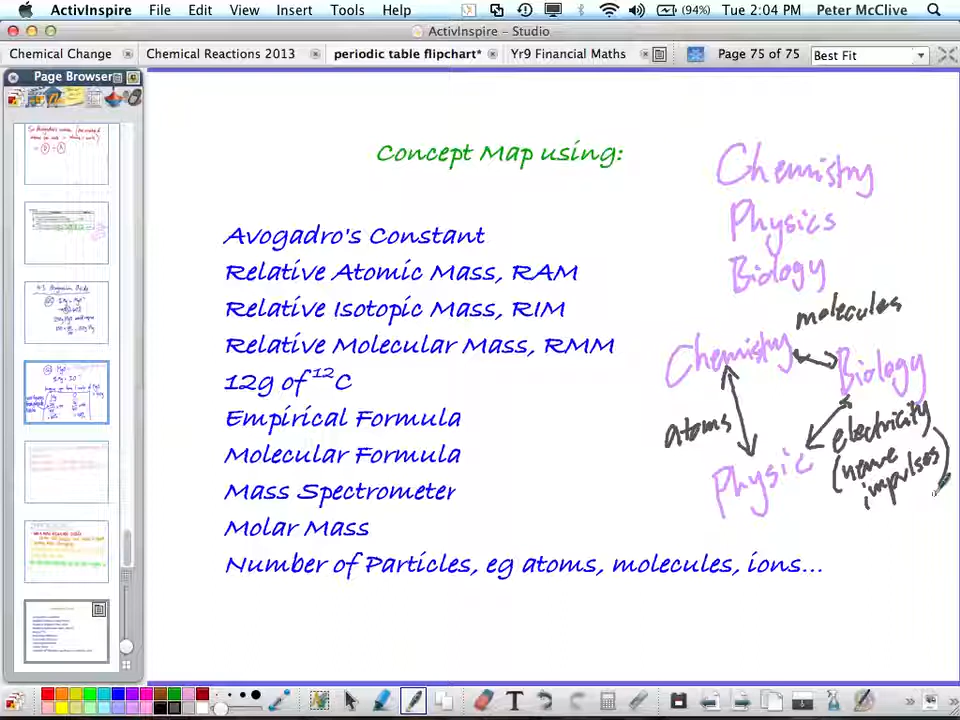 ActivInspire File Edit View Insert Tools Help (94%) Tue 2:04 PM Peter McClive
ActivInspire - Studio
Chemical Change Chemical Reactions 2013 periodic table flipchart* Yr9 Financial Maths Page 75 of 75 Best Fit
Page Browser
Concept Map using:
Avogadro's Constant
Relative Atomic Mass, RAM
Relative Isotopic Mass, RIM
Relative Molecular Mass, RMM
12g of ¹²C
Empirical Formula
Molecular Formula
Mass Spectrometer
Molar Mass
Number of Particles, eg atoms, molecules, ions...
Chemistry
Physics
Biology
molecules
Chemistry
Biology
atoms
electricity
(nerve
impulses)
Physic